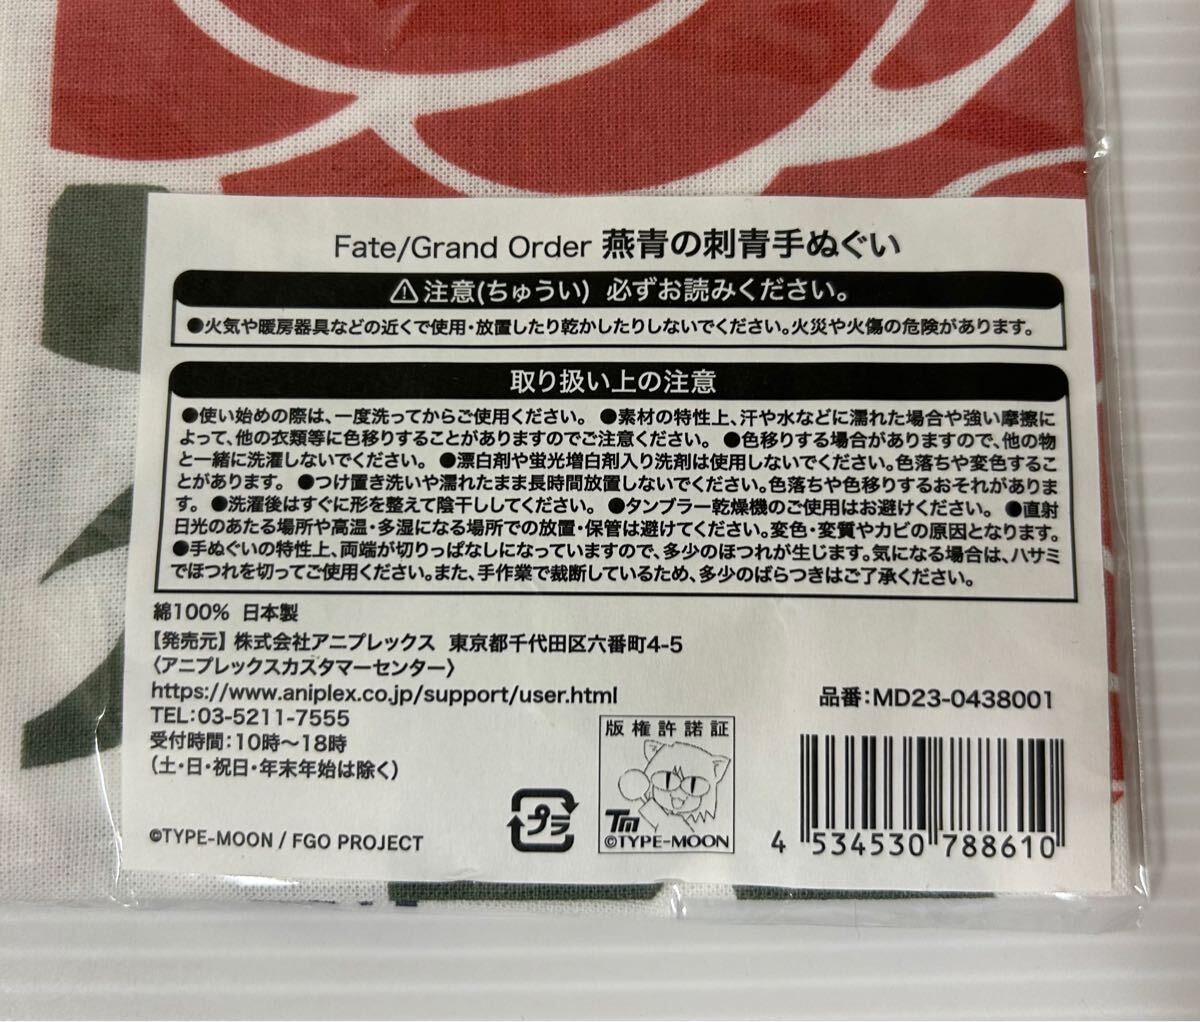 Fate/Grand Order 燕青の刺青手ぬぐい
⚠注意(ちゅうい) 必ずお読みください。
●火気や暖房器具などの近くで使用・放置したり乾かしたりしないでください。火災や火傷の危険があります。
取り扱い上の注意
●使い始めの際は、一度洗ってからご使用ください。 ●素材の特性上、汗や水などに濡れた場合や強い摩擦に
よって、他の衣類等に色移りすることがありますのでご注意ください。 ●色移りする場合がありますので、他の物
と一緒に洗濯しないでください。 ●漂白剤や蛍光増白剤入り洗剤は使用しないでください。色落ちや変色するこ
とがあります。 ●つけ置き洗いや濡れたまま長時間放置しないでください。色落ちや色移りするおそれがありま
す。 ●洗濯後はすぐに形を整えて陰干ししてください。 ●タンブラー乾燥機のご使用はお避けください。 ●直射
日光のあたる場所や高温・多湿になる場所での放置・保管は避けてください。変色・変質やカビの原因となります。
●手ぬぐいの特性上、両端が切りっぱなしになっていますので、多少のほつれが生じます。気になる場合は、ハサミ
でほつれを切ってご使用ください。また、手作業で裁断しているため、多少のばらつきはご了承ください。
綿100% 日本製
【発売元】株式会社アニプレックス 東京都千代田区六番町4-5
〈アニプレックスカスタマーセンター〉
https://www.aniplex.co.jp/support/user.html
TEL:03-5211-7555
受付時間:10時〜18時
(土・日・祝日・年末年始は除く)
©TYPE-MOON / FGO PROJECT
プラ
版権許諾証
TM
©TYPE-MOON
品番:MD23-0438001
4 534530 788610